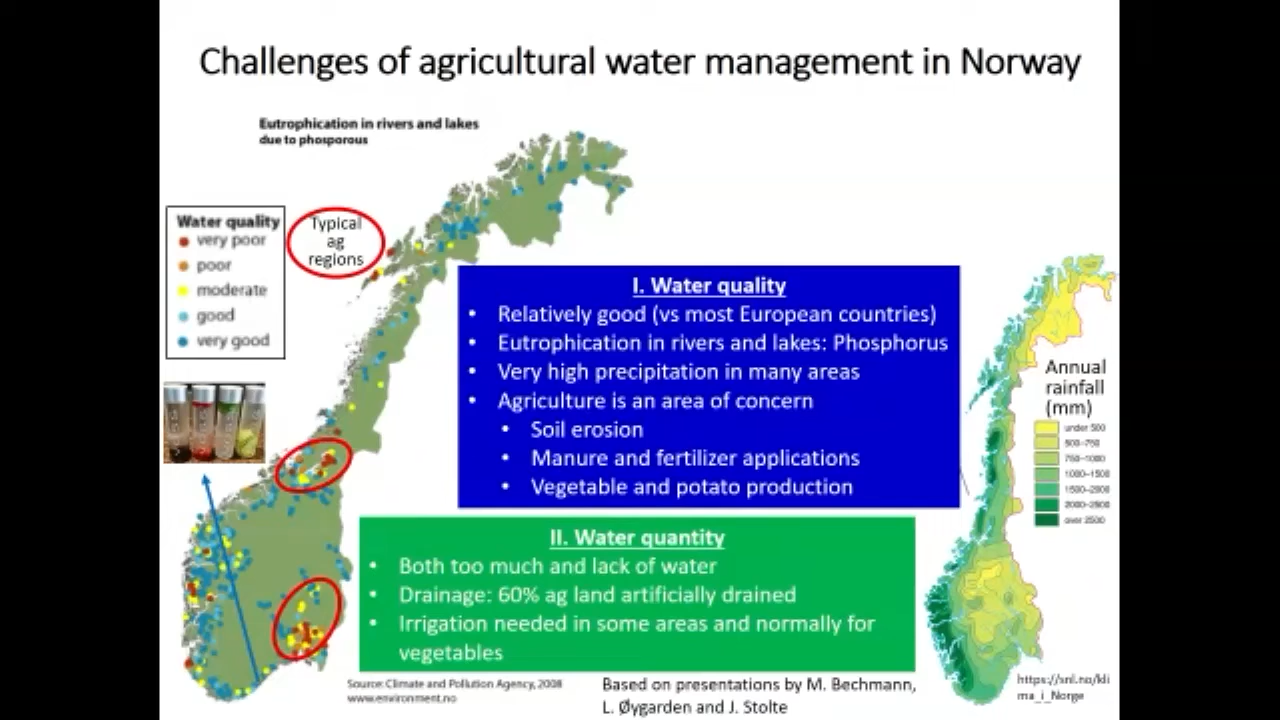 Challenges of agricultural water management in Norway
Eutrophication in rivers and lakes
due to phosporous
Water quality
very poor
poor
moderate
good
very good
Typical
ag
regions
I. Water quality
• Relatively good (vs most European countries)
• Eutrophication in rivers and lakes: Phosphorus
• Very high precipitation in many areas
• Agriculture is an area of concern
• Soil erosion
• Manure and fertilizer applications
• Vegetable and potato production
II. Water quantity
• Both too much and lack of water
• Drainage: 60% ag land artificially drained
• Irrigation needed in some areas and normally for
vegetables
Annual
rainfall
(mm)
under 500
500-750
750-1000
1000-1500
1500-2000
2000-2500
over 2500
Source: Climate and Pollution Agency, 2008
www.environment.no
Based on presentations by M. Bechmann,
L. Øygarden and J. Stolte
https://snl.no/kli
ma_i_Norge